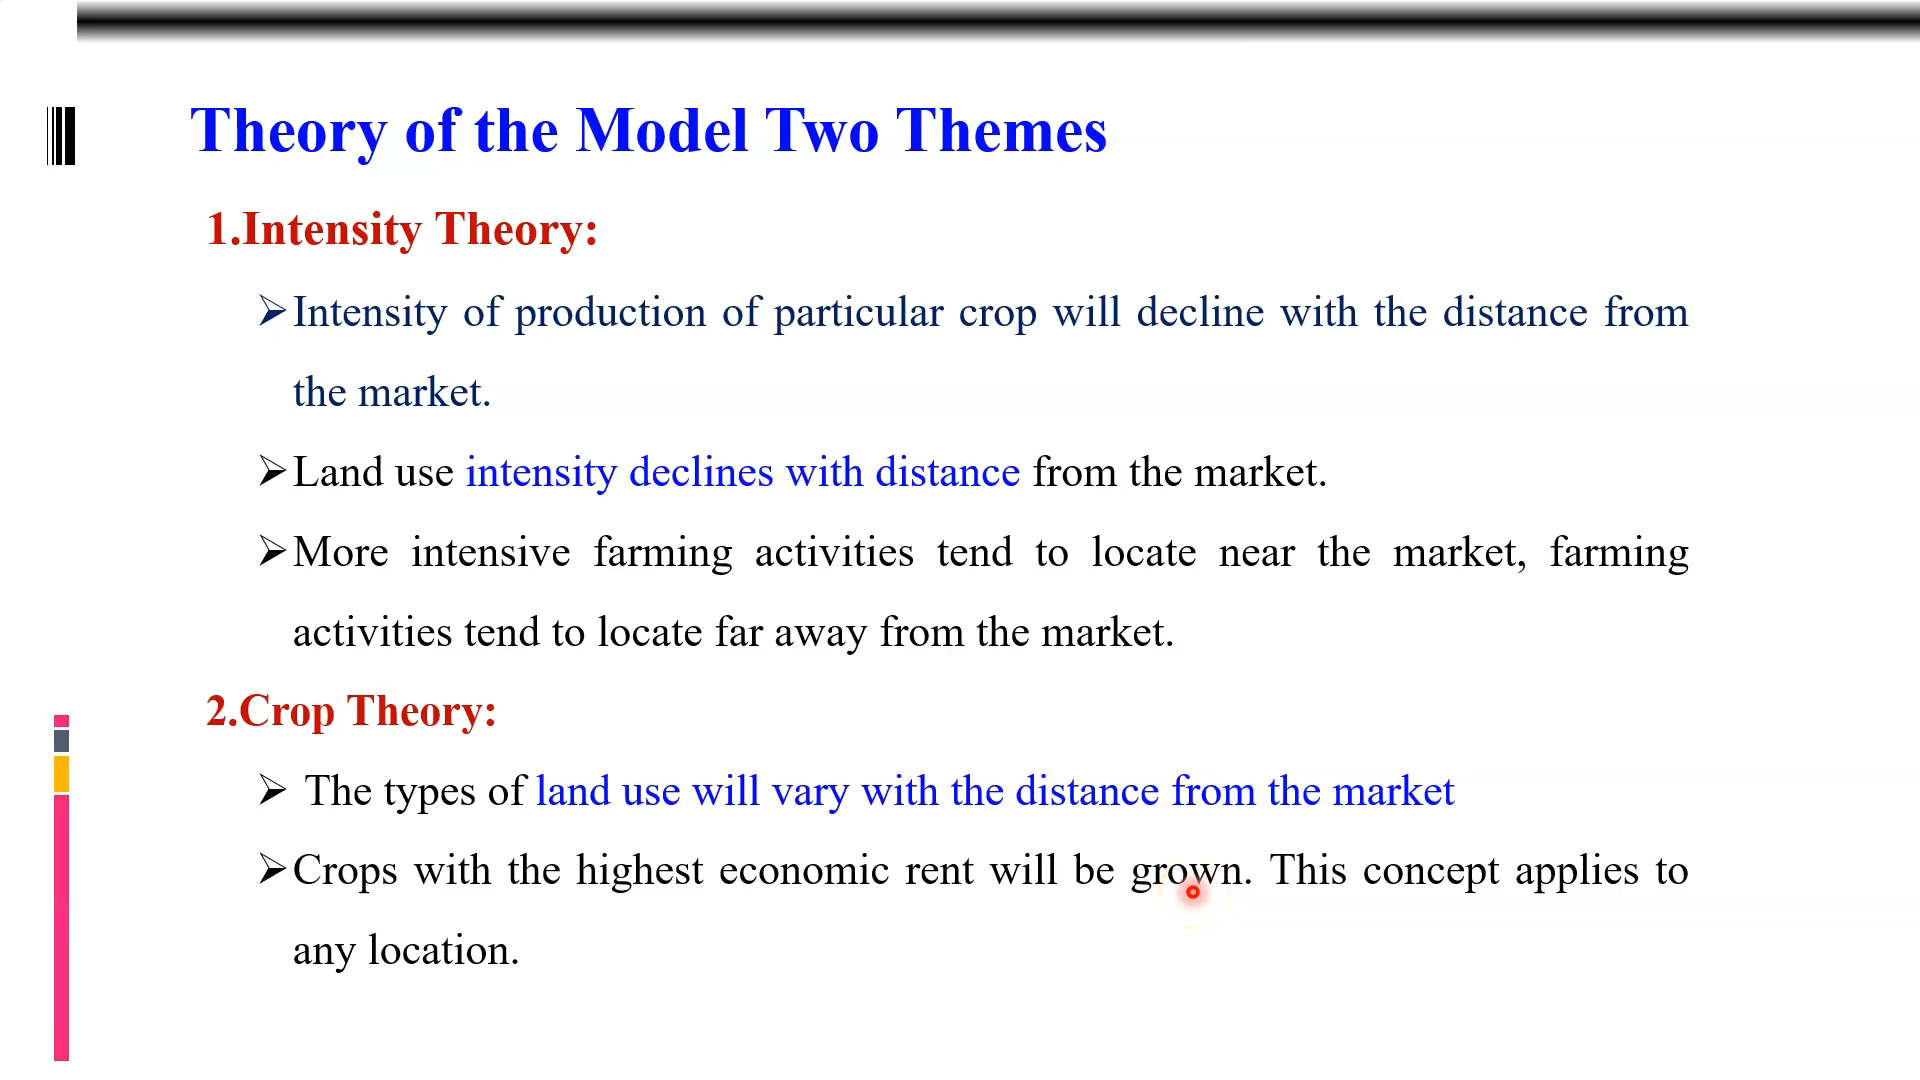 Theory of the Model Two Themes
1.Intensity Theory:
➢Intensity of production of particular crop will decline with the distance from
the market.
➢Land use intensity declines with distance from the market.
➢More intensive farming activities tend to locate near the market, farming
activities tend to locate far away from the market.
2.Crop Theory:
➢ The types of land use will vary with the distance from the market
➢Crops with the highest economic rent will be grown. This concept applies to
any location.